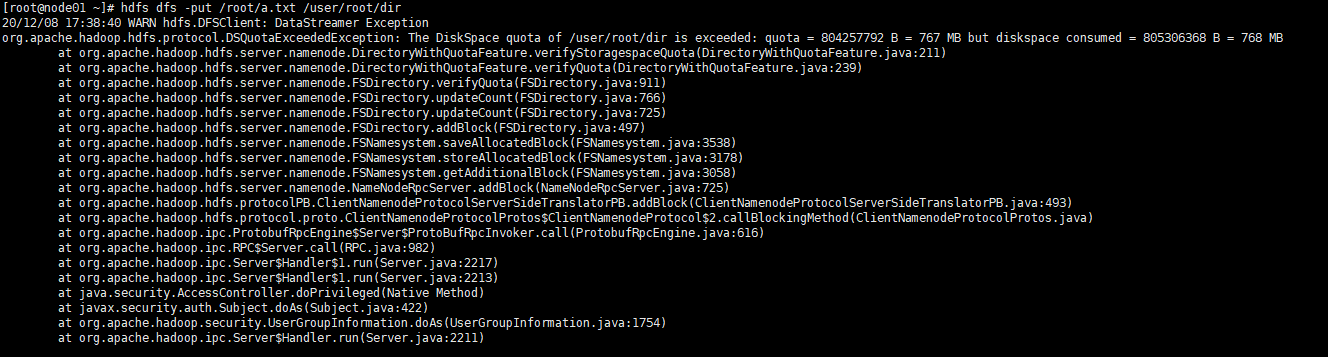 [root@node01 ~]# hdfs dfs -put /root/a.txt /user/root/dir
20/12/08 17:38:40 WARN hdfs.DFSClient: DataStreamer Exception
org.apache.hadoop.hdfs.protocol.DSQuotaExceededException: The DiskSpace quota of /user/root/dir is exceeded: quota = 804257792 B = 767 MB but diskspace consumed = 805306368 B = 768 MB
at org.apache.hadoop.hdfs.server.namenode.DirectoryWithQuotaFeature.verifyStoragespaceQuota(DirectoryWithQuotaFeature.java:211)
at org.apache.hadoop.hdfs.server.namenode.DirectoryWithQuotaFeature.verifyQuota(DirectoryWithQuotaFeature.java:239)
at org.apache.hadoop.hdfs.server.namenode.FSDirectory.verifyQuota(FSDirectory.java:911)
at org.apache.hadoop.hdfs.server.namenode.FSDirectory.updateCount(FSDirectory.java:766)
at org.apache.hadoop.hdfs.server.namenode.FSDirectory.updateCount(FSDirectory.java:725)
at org.apache.hadoop.hdfs.server.namenode.FSDirectory.addBlock(FSDirectory.java:497)
at org.apache.hadoop.hdfs.server.namenode.FSNamesystem.saveAllocatedBlock(FSNamesystem.java:3538)
at org.apache.hadoop.hdfs.server.namenode.FSNamesystem.storeAllocatedBlock(FSNamesystem.java:3178)
at org.apache.hadoop.hdfs.server.namenode.FSNamesystem.getAdditionalBlock(FSNamesystem.java:3058)
at org.apache.hadoop.hdfs.server.namenode.NameNodeRpcServer.addBlock(NameNodeRpcServer.java:725)
at org.apache.hadoop.hdfs.protocolPB.ClientNamenodeProtocolServerSideTranslatorPB.addBlock(ClientNamenodeProtocolServerSideTranslatorPB.java:493)
at org.apache.hadoop.hdfs.protocol.proto.ClientNamenodeProtocolProtos$ClientNamenodeProtocol$2.callBlockingMethod(ClientNamenodeProtocolProtos.java)
at org.apache.hadoop.ipc.ProtobufRpcEngine$Server$ProtoBufRpcInvoker.call(ProtobufRpcEngine.java:616)
at org.apache.hadoop.ipc.RPC$Server.call(RPC.java:982)
at org.apache.hadoop.ipc.Server$Handler$1.run(Server.java:2217)
at org.apache.hadoop.ipc.Server$Handler$1.run(Server.java:2213)
at java.security.AccessController.doPrivileged(Native Method)
at javax.security.auth.Subject.doAs(Subject.java:422)
at org.apache.hadoop.security.UserGroupInformation.doAs(UserGroupInformation.java:1754)
at org.apache.hadoop.ipc.Server$Handler.run(Server.java:2211)